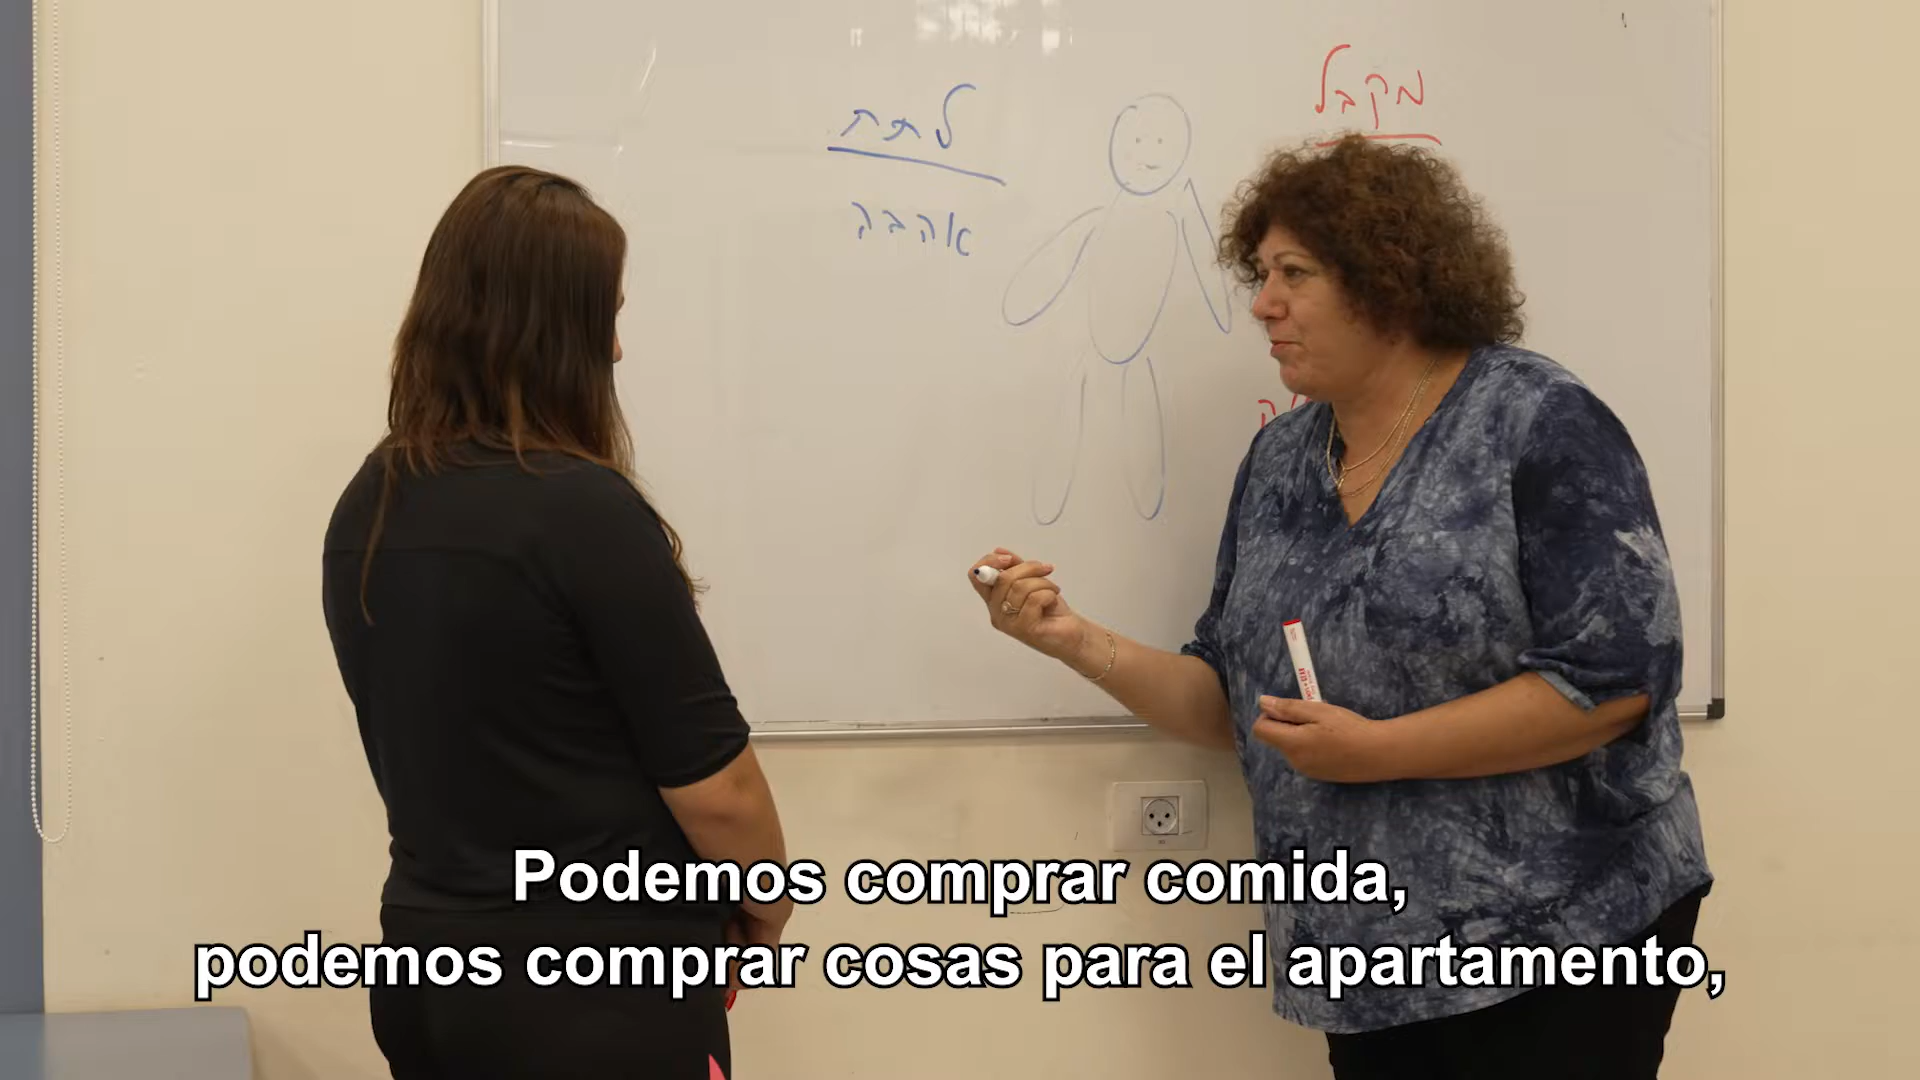 מקבל
לתת
אהבה
Podemos comprar comida,
podemos comprar cosas para el apartamento,